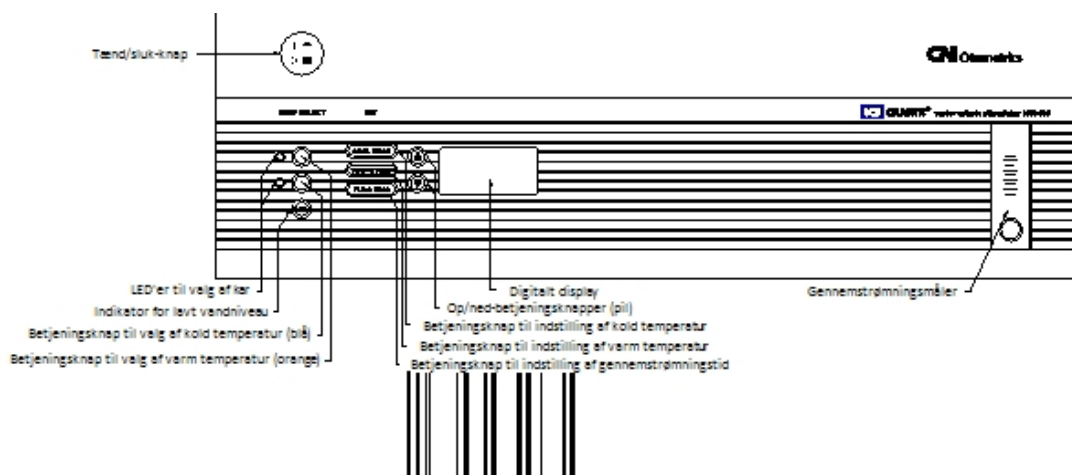 Tænd/sluk-knap
Otometrics
LED'er til valg af kar
Indikator for lavt vandniveau
Betjeningsknap til valg af kold temperatur (blå)
Betjeningsknap til valg af varm temperatur (orange)
Digitalt display
Op/ned-betjeningsknapper (pil)
Betjeningsknap til indstilling af kold temperatur
Betjeningsknap til indstilling af varm temperatur
Betjeningsknap til indstilling af gennemstrømningstid
Gennemstrømningsmåler